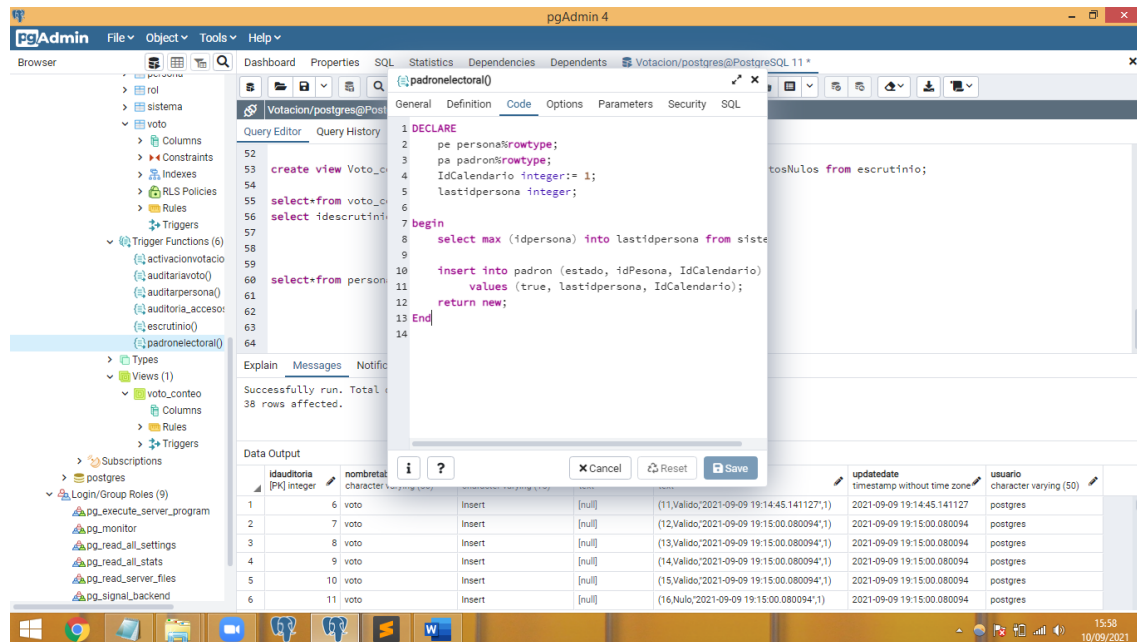 pgAdmin 4
pgAdmin File Object Tools Help
Browser
Dashboard Properties SQL Statistics Dependencies Dependents Votacion/postgres@PostgreSQL 11 *
persona
rol
sistema
voto
Columns
Constraints
Indexes
RLS Policies
Rules
Triggers
Trigger Functions (6)
activacionvotacio
auditariavoto()
auditarpersona()
auditoria_accesos
escrutinio()
padronelectoral()
Types
Views (1)
voto_conteo
Columns
Rules
Triggers
Subscriptions
postgres
Login/Group Roles (9)
pg_execute_server_program
pg_monitor
pg_read_all_settings
pg_read_all_stats
pg_read_server_files
pg_signal_backend
Votacion/postgres@Post
Query Editor Query History
52
53 create view Voto_c tosNulos from escrutinio;
54
55 select*from voto_c
56 select idescrutini
57
58
59
60 select*from person
61
62
63
64
Explain Messages Notific
Successfully run. Total
38 rows affected.
padronelectoral()
General Definition Code Options Parameters Security SQL
1 DECLARE
2 pe persona%rowtype;
3 pa padron%rowtype;
4 IdCalendario integer:= 1;
5 lastidpersona integer;
6
7 begin
8 select max (idpersona) into lastidpersona from siste
9
10 insert into padron (estado, idPesona, IdCalendario)
11 values (true, lastidpersona, IdCalendario);
12 return new;
13 End
14
i ? Cancel Reset Save
Data Output
idauditoria nombretab updatedate usuario
[PK] integer character varying timestamp without time zone character varying (50)
1 6 voto Insert [null] (11,Valido,"2021-09-09 19:14:45.141127",1) 2021-09-09 19:14:45.141127 postgres
2 7 voto Insert [null] (12,Valido,"2021-09-09 19:15:00.080094",1) 2021-09-09 19:15:00.080094 postgres
3 8 voto Insert [null] (13,Valido,"2021-09-09 19:15:00.080094",1) 2021-09-09 19:15:00.080094 postgres
4 9 voto Insert [null] (14,Valido,"2021-09-09 19:15:00.080094",1) 2021-09-09 19:15:00.080094 postgres
5 10 voto Insert [null] (15,Valido,"2021-09-09 19:15:00.080094",1) 2021-09-09 19:15:00.080094 postgres
6 11 voto Insert [null] (16,Nulo,"2021-09-09 19:15:00.080094",1) 2021-09-09 19:15:00.080094 postgres
15:58
10/09/2021